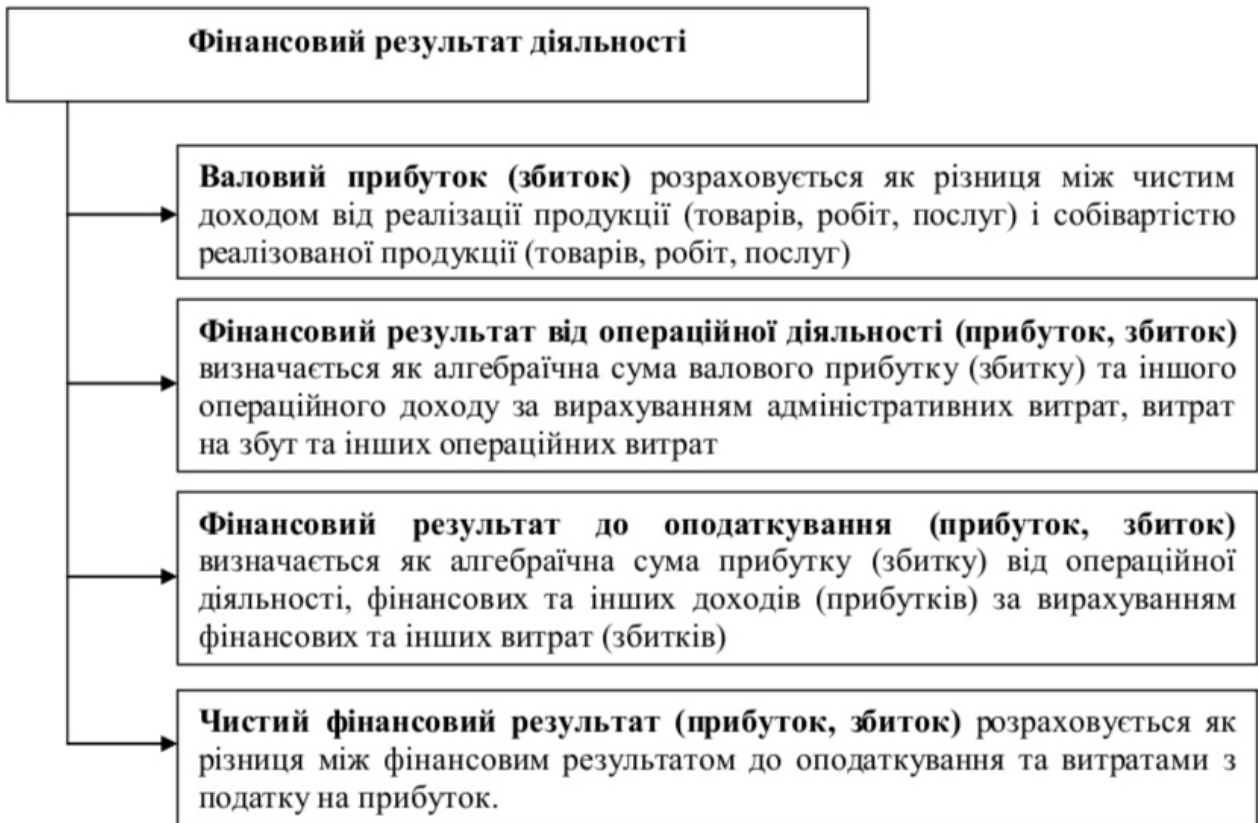 Фінансовий результат діяльності
Валовий прибуток (збиток) розраховується як різниця між чистим
доходом від реалізації продукції (товарів, робіт, послуг) і собівартістю
реалізованої продукції (товарів, робіт, послуг)
Фінансовий результат від операційної діяльності (прибуток, збиток)
визначається як алгебраїчна сума валового прибутку (збитку) та іншого
операційного доходу за вирахуванням адміністративних витрат, витрат
на збут та інших операційних витрат
Фінансовий результат до оподаткування (прибуток, збиток)
визначається як алгебраїчна сума прибутку (збитку) від операційної
діяльності, фінансових та інших доходів (прибутків) за вирахуванням
фінансових та інших витрат (збитків)
Чистий фінансовий результат (прибуток, збиток) розраховується як
різниця між фінансовим результатом до оподаткування та витратами з
податку на прибуток.